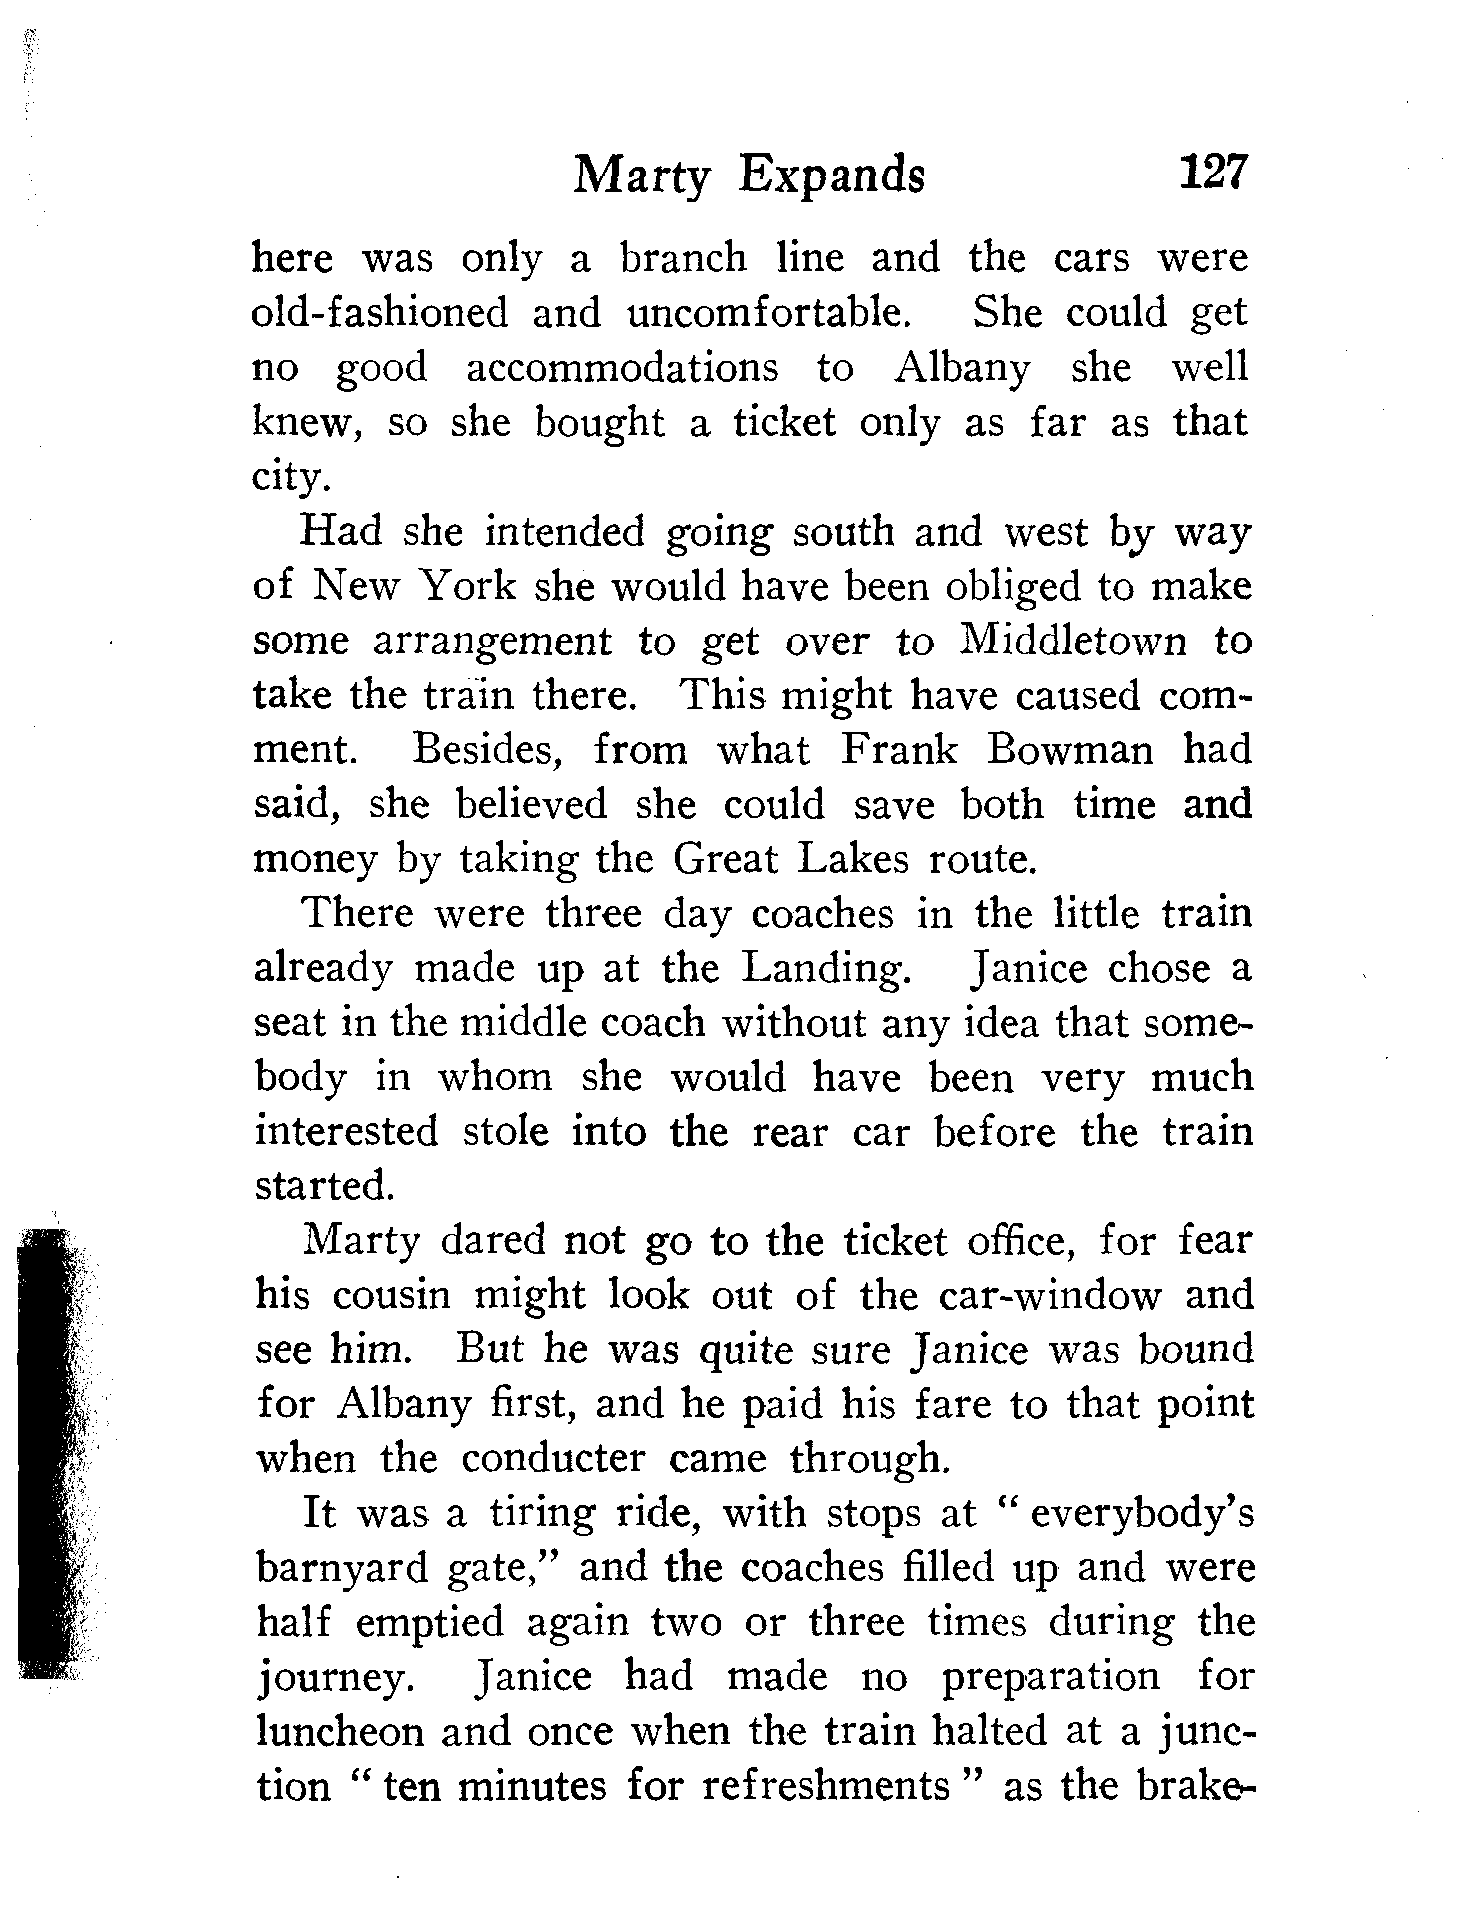 Marty Expands 127
here was only a branch line and the cars were
old-fashioned and uncomfortable. She could get
no good accommodations to Albany she well
knew, so she bought a ticket only as far as that
city.
Had she intended going south and west by way
of New York she would have been obliged to make
some arrangement to get over to Middletown to
take the train there. This might have caused com-
ment. Besides, from what Frank Bowman had
said, she believed she could save both time and
money by taking the Great Lakes route.
There were three day coaches in the little train
already made up at the Landing. Janice chose a
seat in the middle coach without any idea that some-
body in whom she would have been very much
interested stole into the rear car before the train
started.
Marty dared not go to the ticket office, for fear
his cousin might look out of the car-window and
see him. But he was quite sure Janice was bound
for Albany first, and he paid his fare to that point
when the conducter came through.
It was a tiring ride, with stops at " everybody's
barnyard gate," and the coaches filled up and were
half emptied again two or three times during the
journey. Janice had made no preparation for
luncheon and once when the train halted at a junc-
tion " ten minutes for refreshments " as the brake-